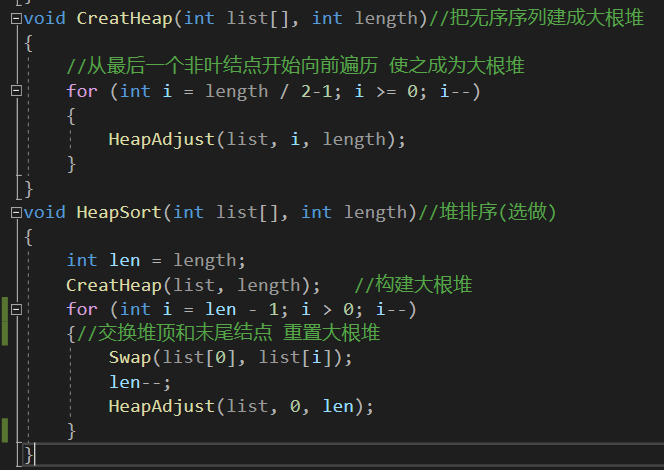 void CreatHeap(int list[], int length)//把无序序列建成大根堆
{
//从最后一个非叶结点开始向前遍历 使之成为大根堆
for (int i = length / 2-1; i >= 0; i--)
{
HeapAdjust(list, i, length);
}
}
void HeapSort(int list[], int length)//堆排序(选做)
{
int len = length;
CreatHeap(list, length);   //构建大根堆
for (int i = len - 1; i > 0; i--)
{//交换堆顶和末尾结点 重置大根堆
Swap(list[0], list[i]);
len--;
HeapAdjust(list, 0, len);
}
}